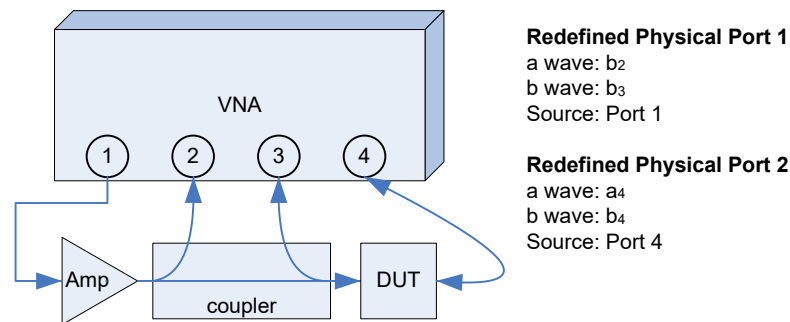 VNA
1 2 3 4
Amp
coupler
DUT
Redefined Physical Port 1
a wave: b2
b wave: b3
Source: Port 1
Redefined Physical Port 2
a wave: a4
b wave: b4
Source: Port 4